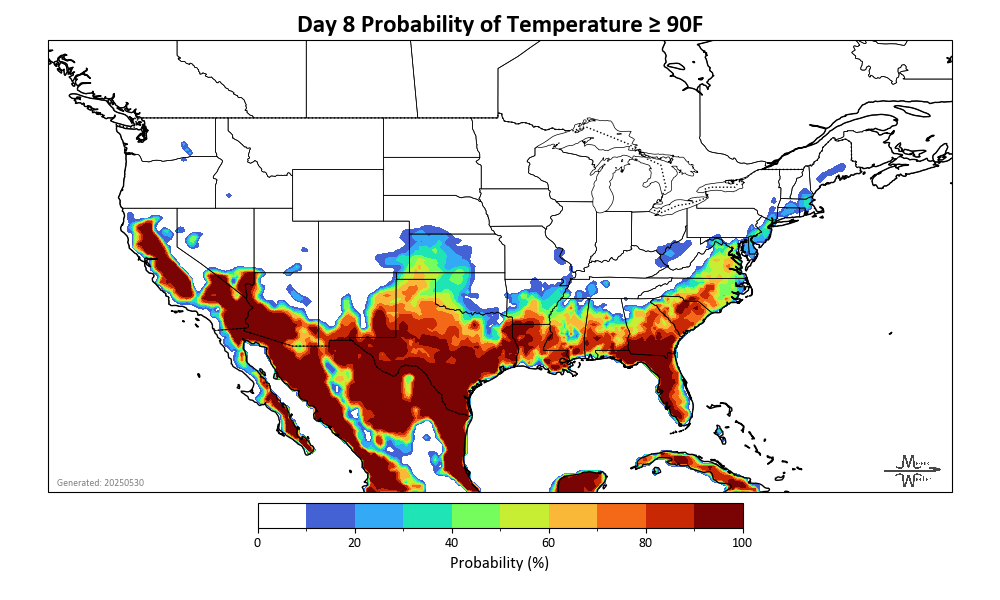 Day 8 Probability of Temperature ≥ 90F
Generated: 20250530
0 20 40 60 80 100
Probability (%)